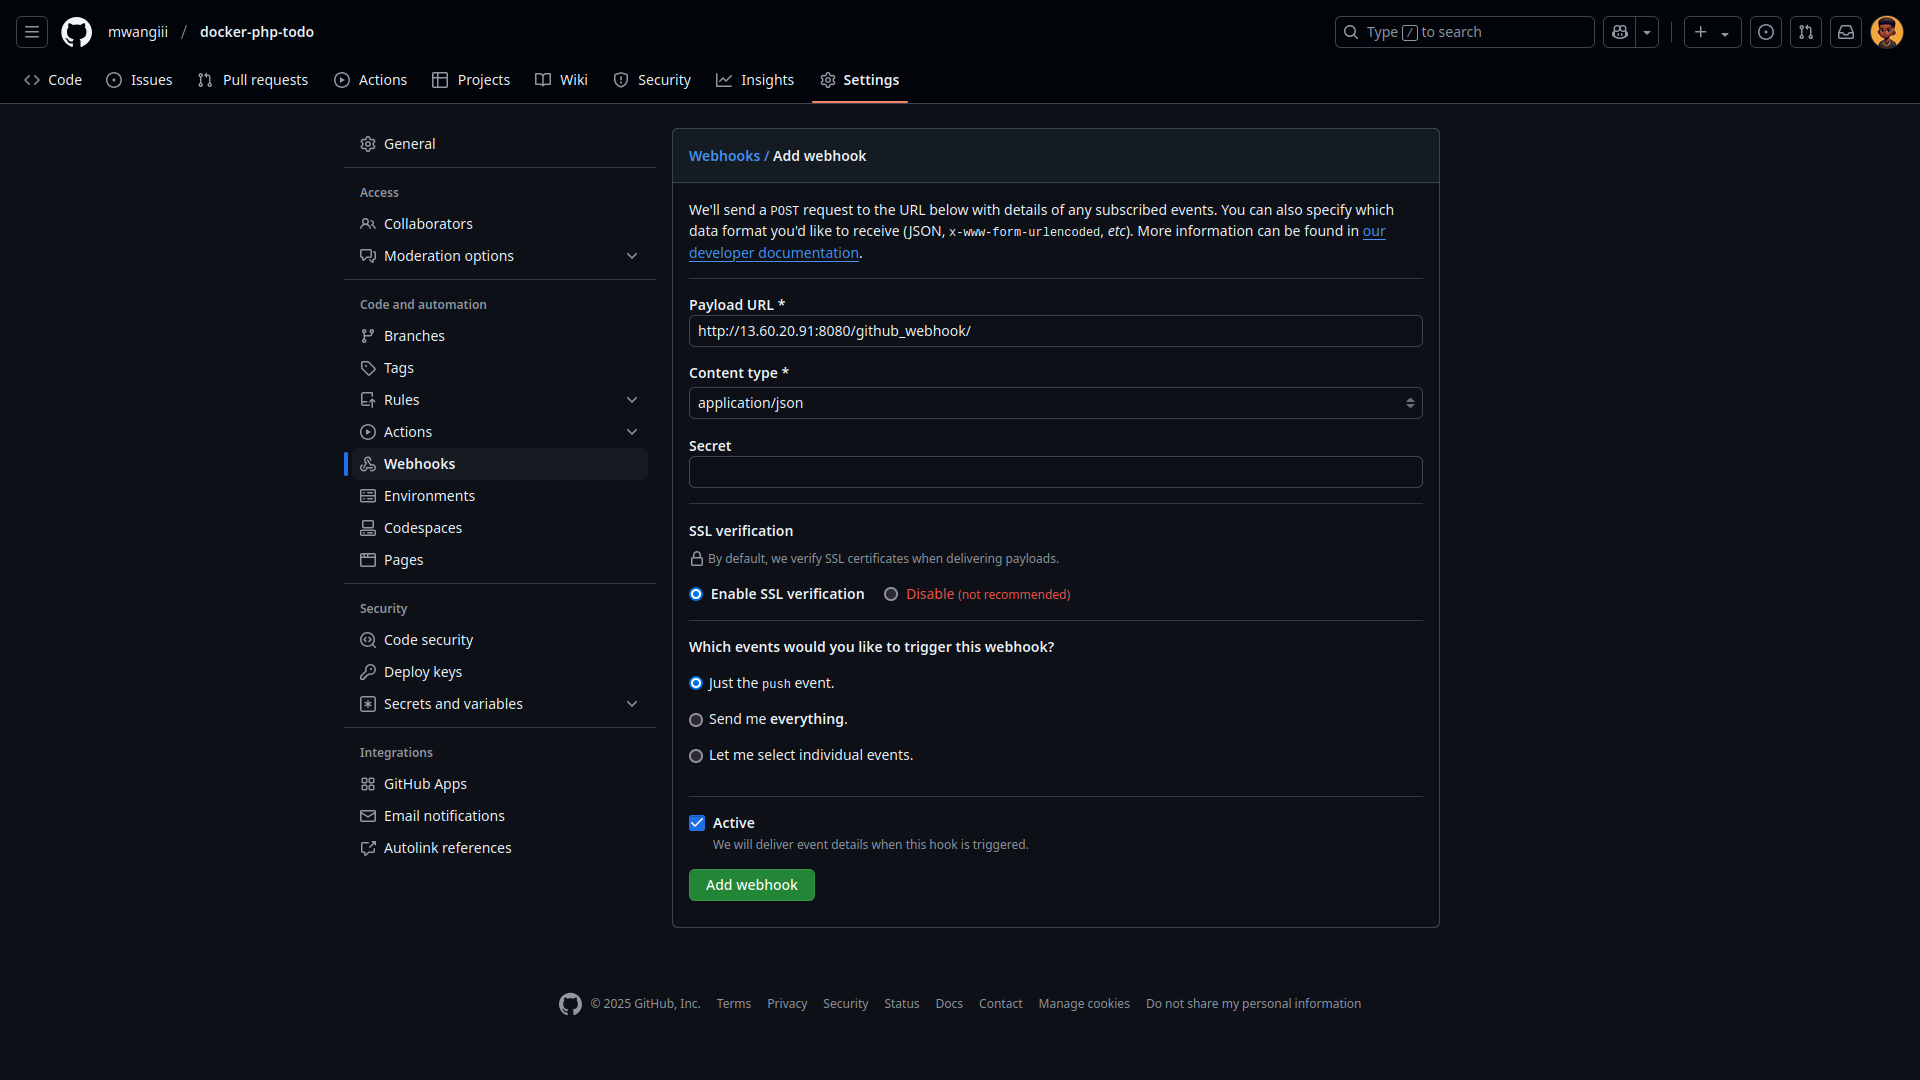 mwangiii / docker-php-todo
Type / to search
Code
Issues
Pull requests
Actions
Projects
Wiki
Security
Insights
Settings
General
Access
Collaborators
Moderation options
Code and automation
Branches
Tags
Rules
Actions
Webhooks
Environments
Codespaces
Pages
Security
Code security
Deploy keys
Secrets and variables
Integrations
GitHub Apps
Email notifications
Autolink references
Webhooks / Add webhook
We'll send a POST request to the URL below with details of any subscribed events. You can also specify which
data format you'd like to receive (JSON, x-www-form-urlencoded, etc). More information can be found in our
developer documentation.
Payload URL *
http://13.60.20.91:8080/github_webhook/
Content type *
application/json
Secret
SSL verification
By default, we verify SSL certificates when delivering payloads.
Enable SSL verification Disable (not recommended)
Which events would you like to trigger this webhook?
Just the push event.
Send me everything.
Let me select individual events.
Active
We will deliver event details when this hook is triggered.
Add webhook
© 2025 GitHub, Inc. Terms Privacy Security Status Docs Contact Manage cookies Do not share my personal information